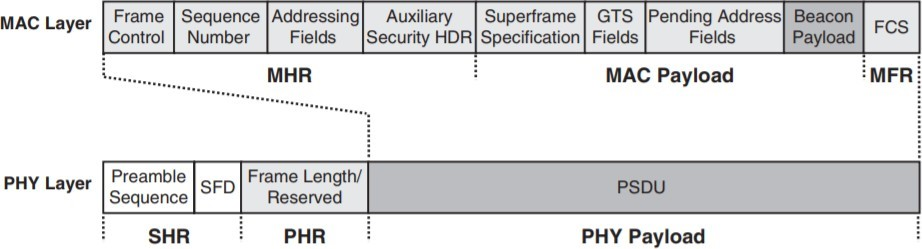 MAC Layer
Frame
Control
Sequence
Number
Addressing
Fields
Auxiliary
Security HDR
Superframe
Specification
GTS
Fields
Pending Address
Fields
Beacon
Payload
FCS
MHR
MAC Payload
MFR
PHY Layer
Preamble
Sequence
SFD
Frame Length/
Reserved
PSDU
SHR
PHR
PHY Payload